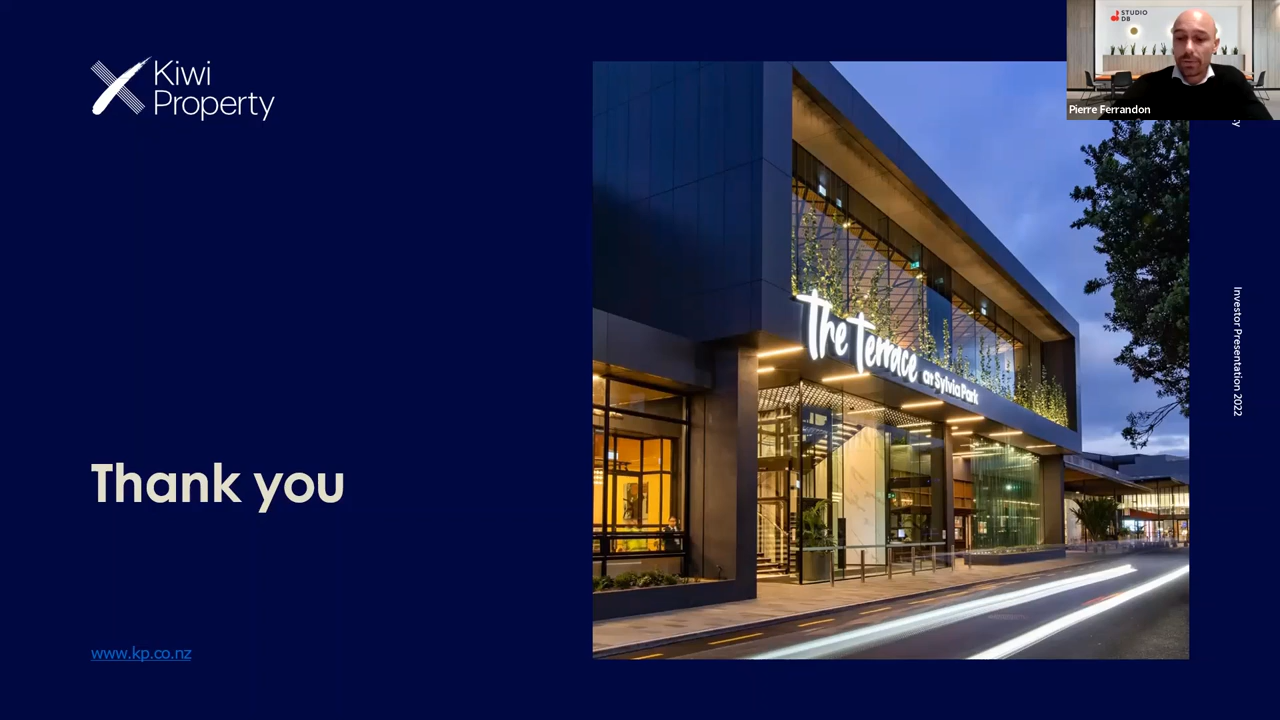 Kiwi
Property
STUDIO
DB
Pierre Ferrandon
The Terrace at Sylvia Park
Investor Presentation 2022
Thank you
www.kp.co.nz